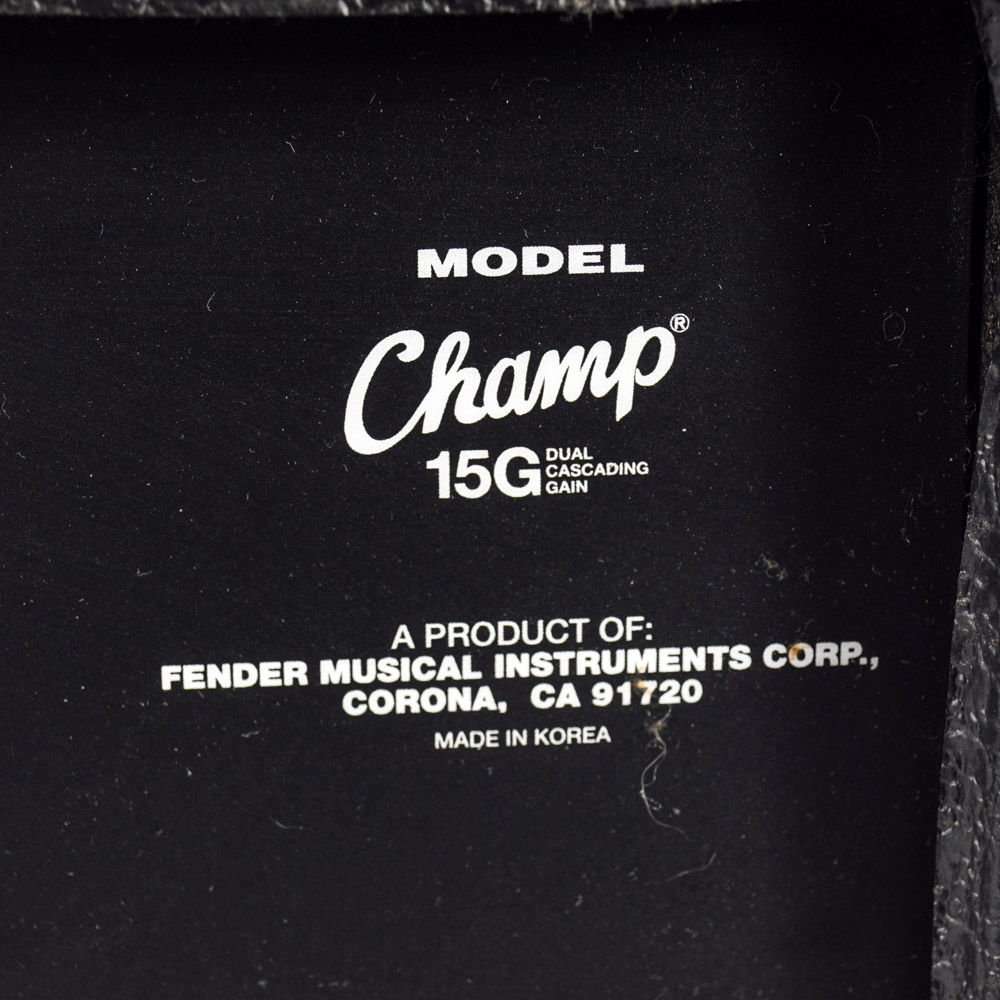 MODEL
Champ®
15G DUAL
CASCADING
GAIN
A PRODUCT OF:
FENDER MUSICAL INSTRUMENTS CORP.,
CORONA, CA 91720
MADE IN KOREA